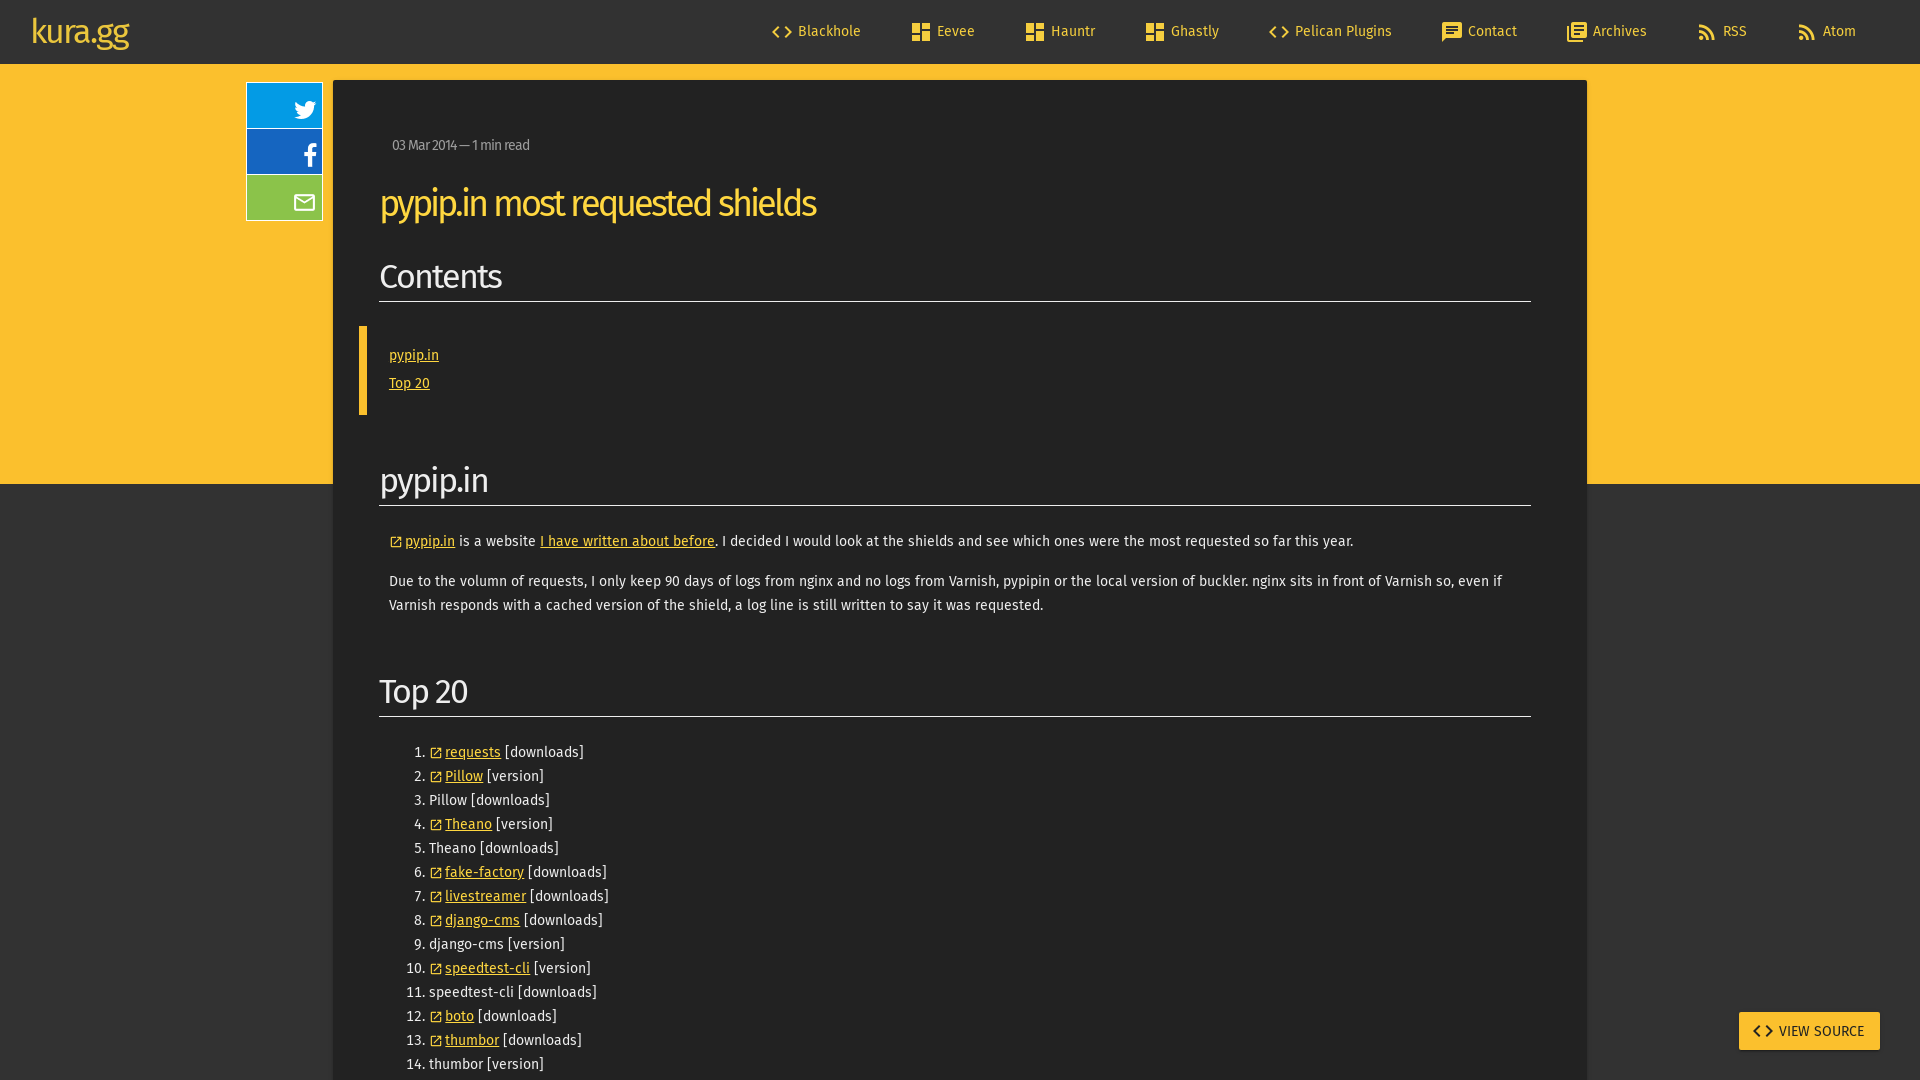 kura.gg
Blackhole
Eevee
Hauntr
Ghastly
Pelican Plugins
Contact
Archives
RSS
Atom
03 Mar 2014 — 1 min read
pypip.in most requested shields
Contents
pypip.in
Top 20
pypip.in
pypip.in is a website I have written about before. I decided I would look at the shields and see which ones were the most requested so far this year.
Due to the volumn of requests, I only keep 90 days of logs from nginx and no logs from Varnish, pypipin or the local version of buckler. nginx sits in front of Varnish so, even if
Varnish responds with a cached version of the shield, a log line is still written to say it was requested.
Top 20
1. requests [downloads]
2. Pillow [version]
3. Pillow [downloads]
4. Theano [version]
5. Theano [downloads]
6. fake-factory [downloads]
7. livestreamer [downloads]
8. django-cms [downloads]
9. django-cms [version]
10. speedtest-cli [version]
11. speedtest-cli [downloads]
12. boto [downloads]
13. thumbor [downloads]
14. thumbor [version]
VIEW SOURCE